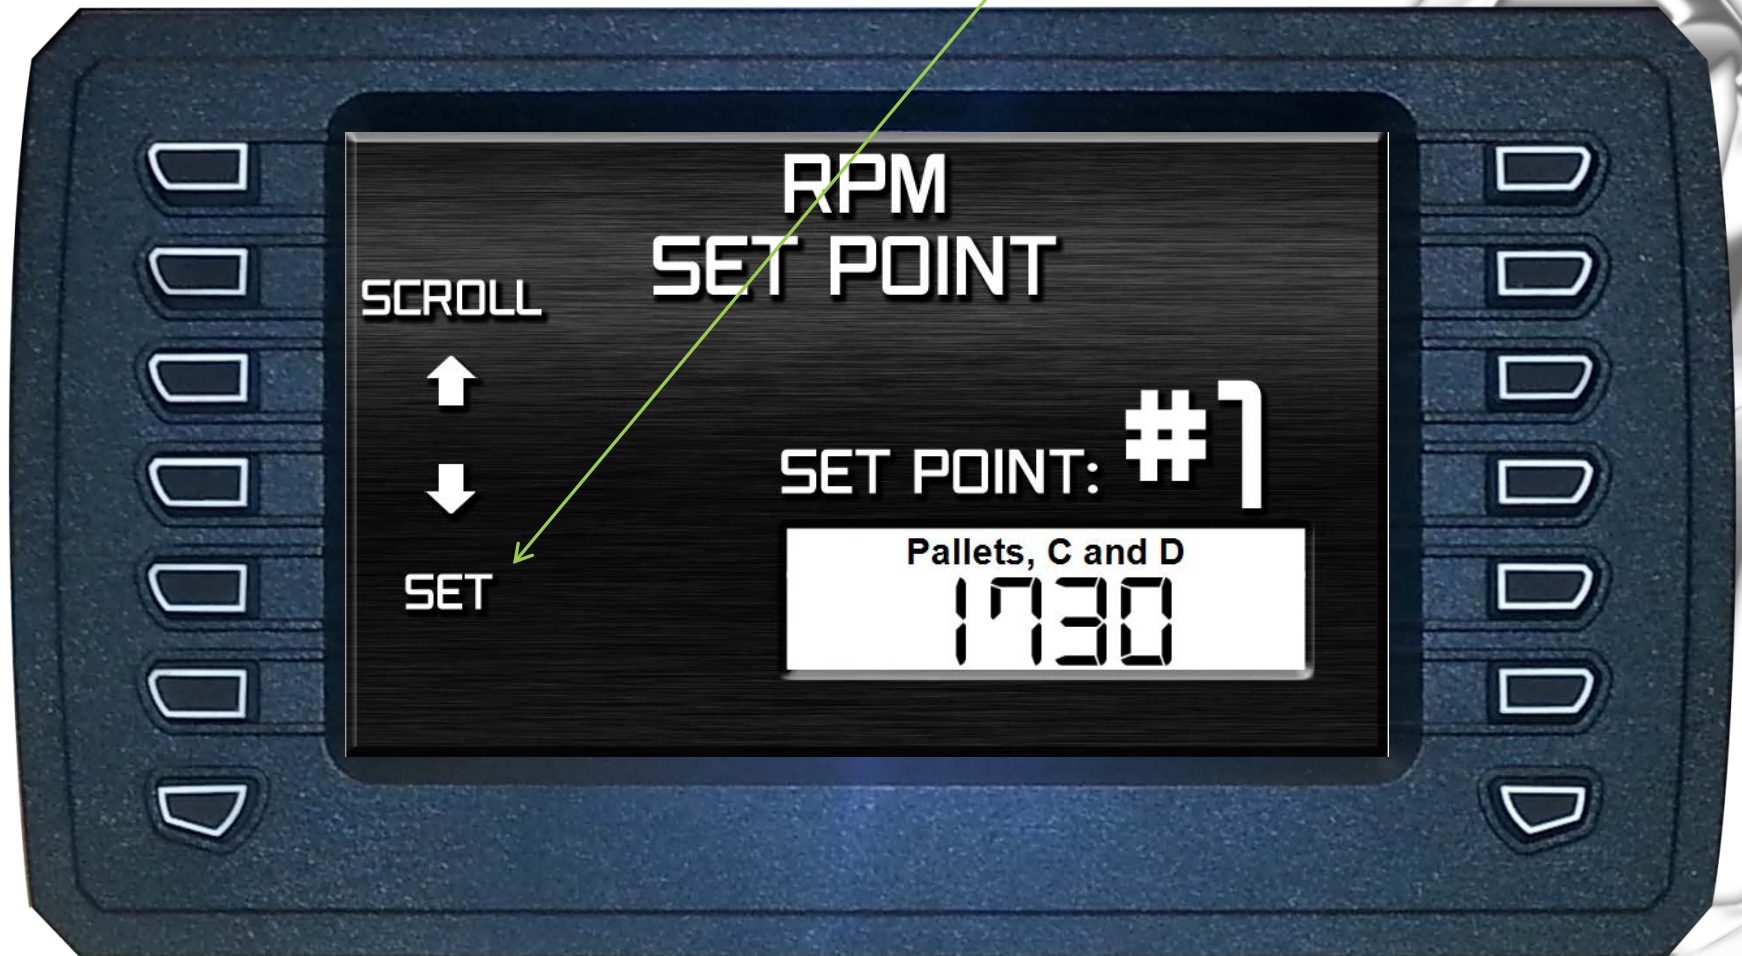 RPM
SET POINT
SCROLL
SET POINT: #1
Pallets, C and D
1730
SET